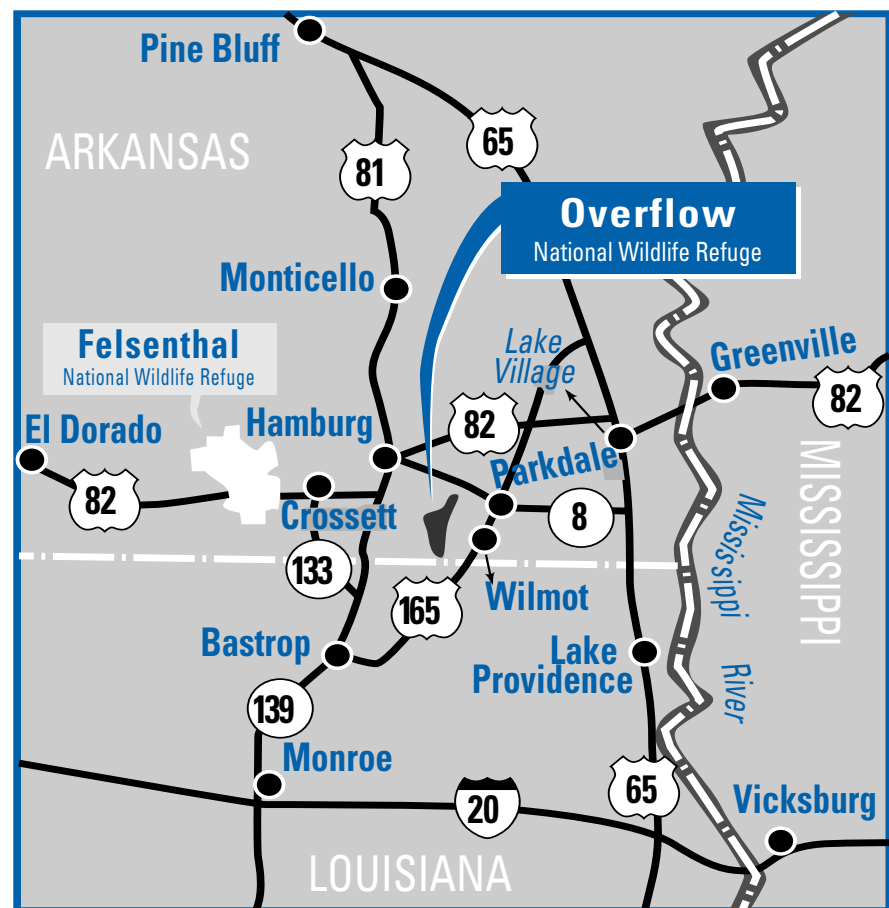 Pine Bluff
ARKANSAS
65
81
Overflow
National Wildlife Refuge
Monticello
Felsenthal
National Wildlife Refuge
Lake
Village
Greenville
82
82
El Dorado
Hamburg
Parkdale
82
Crossett
8
MISSISSIPPI
Mississippi
River
133
165
Wilmot
Bastrop
Lake
Providence
139
Monroe
65
20
Vicksburg
LOUISIANA